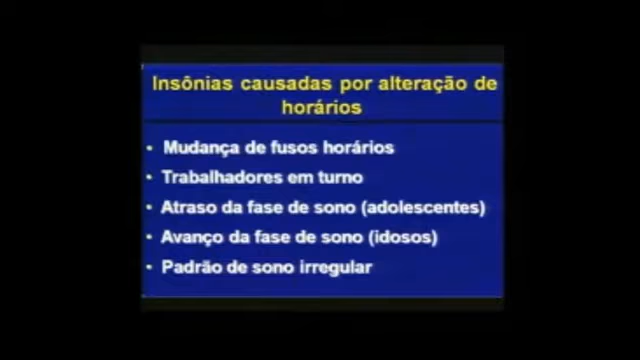 Insônias causadas por alteração de
horários
• Mudança de fusos horários
• Trabalhadores em turno
• Atraso da fase de sono (adolescentes)
• Avanço da fase de sono (idosos)
• Padrão de sono irregular